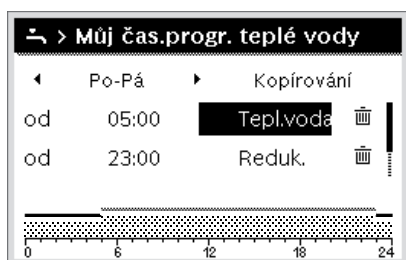 > Můj čas.progr. teplé vody
Po-Pá Kopírování
od 05:00 Tepl.voda
od 23:00 Reduk.
0 6 12 18 24